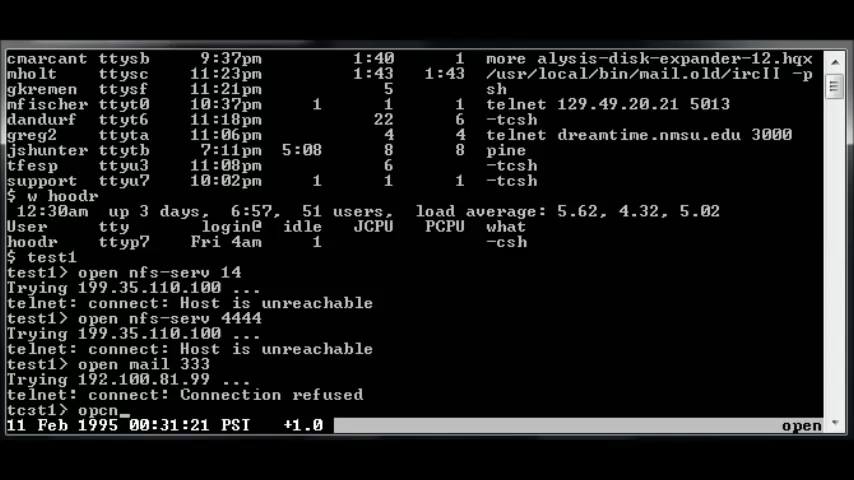 cmarcant ttysb 9:37pm 1:40 1 more alysis-disk-expander-12.hqx
mholt ttysc 11:23pm 1:43 1:43 /usr/local/bin/mail.old/ircII -p
gkremen ttysf 11:21pm 5 sh
mfischer ttyt0 10:37pm 1 1 1 telnet 129.49.20.21 5013
dandurf ttyt6 11:18pm 22 6 -tcsh
greg2 ttyta 11:06pm 4 4 telnet dreamtime.nmsu.edu 3000
jshunter ttytb 7:11pm 5:08 8 8 pine
tfesp ttyu3 11:08pm 6 -tcsh
support ttyu7 10:02pm 1 1 1 -tcsh
$ w hoodr
12:30am up 3 days, 6:57, 51 users, load average: 5.62, 4.32, 5.02
User tty login@ idle JCPU PCPU what
hoodr ttyp7 Fri 4am 1 -csh
$ test1
test1> open nfs-serv 14
Trying 199.35.110.100 ...
telnet: connect: Host is unreachable
test1> open nfs-serv 4444
Trying 199.35.110.100 ...
telnet: connect: Host is unreachable
test1> open mail 333
Trying 192.100.81.99 ...
telnet: connect: Connection refused
test1> open_
11 Feb 1995 00:31:21 PST +1.0 open